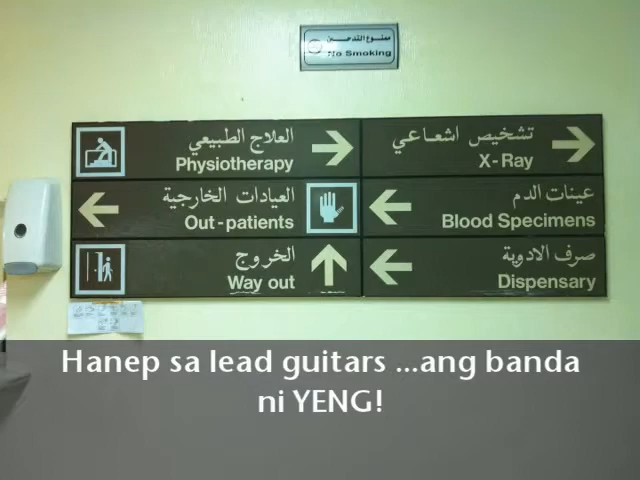 ممنوع التدخين
No Smoking
العلاج الطبيعي
Physiotherapy
تشخيص اشعاعي
X-Ray
العيادات الخارجية
Out-patients
عينات الدم
Blood Specimens
الخروج
Way out
صرف الادوية
Dispensary
Hanep sa lead guitars ...ang banda
ni YENG!